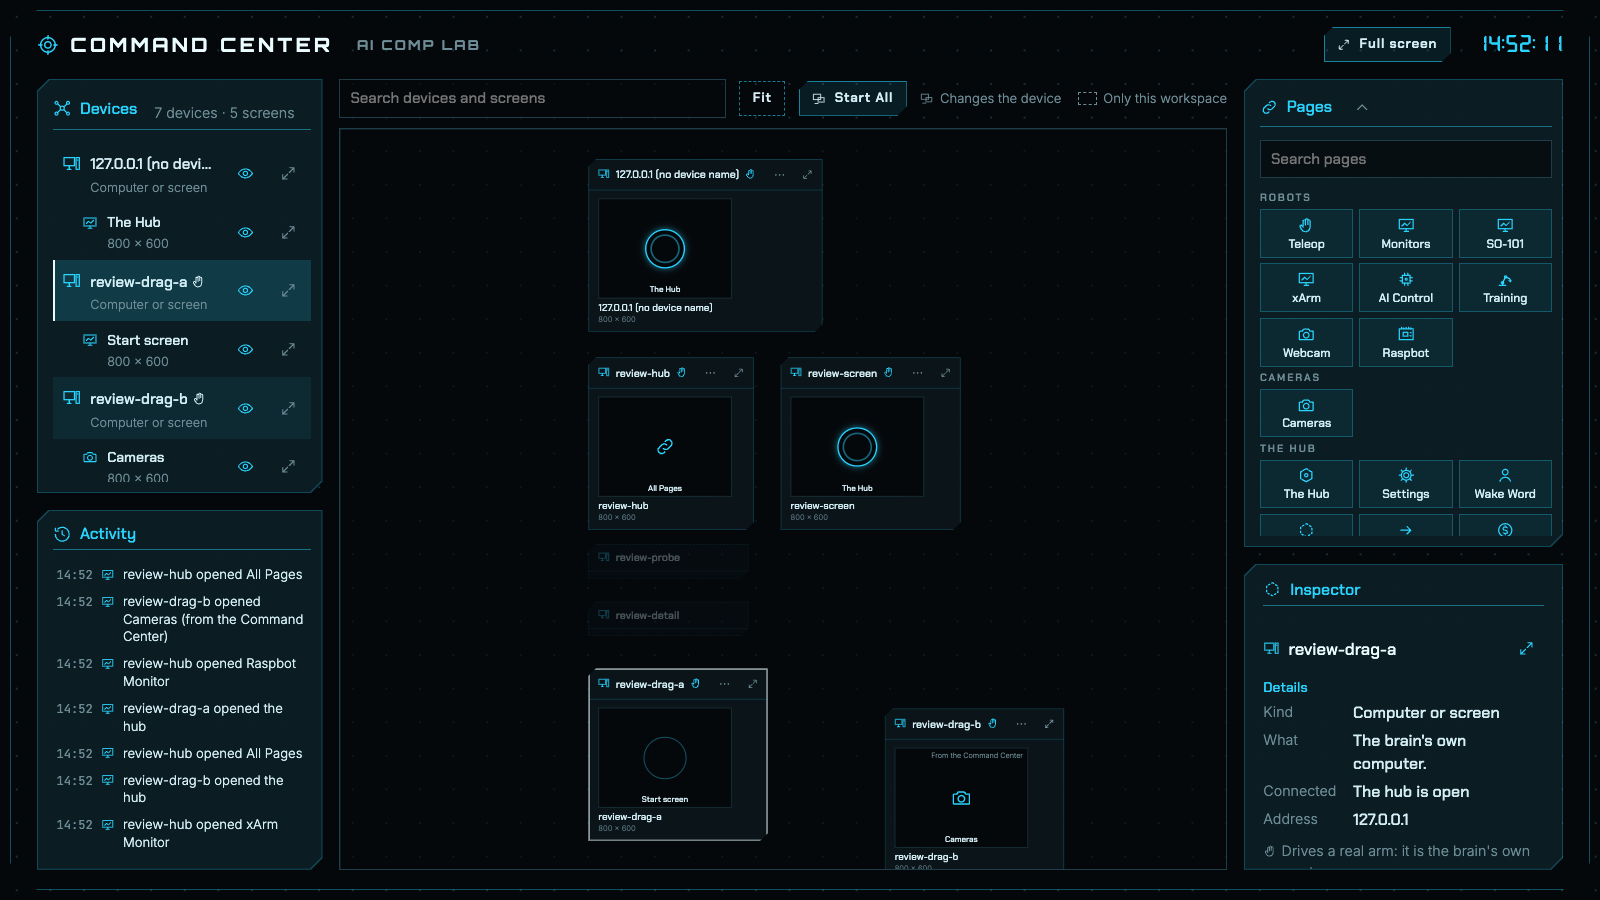 COMMAND CENTER
AI COMP LAB
Full screen
14:52:11
Devices
7 devices · 5 screens
127.0.0.1 (no devi...
Computer or screen
The Hub
800 × 600
review-drag-a
Computer or screen
Start screen
800 × 600
review-drag-b
Computer or screen
Cameras
800 × 600
Activity
14:52 review-hub opened All Pages
14:52 review-drag-b opened
Cameras (from the Command
Center)
14:52 review-hub opened Raspbot
Monitor
14:52 review-drag-a opened the
hub
14:52 review-hub opened All Pages
14:52 review-drag-b opened the
hub
14:52 review-hub opened xArm
Monitor
Search devices and screens
Fit
Start All
Changes the device
Only this workspace
127.0.0.1 (no device name)
The Hub
127.0.0.1 (no device name)
800 × 600
review-hub
All Pages
review-hub
800 × 600
review-screen
The Hub
review-screen
800 × 600
review-probe
review-detail
review-drag-a
Start screen
review-drag-a
800 × 600
review-drag-b
From the Command Center
Cameras
review-drag-b
800 × 600
Pages
Search pages
ROBOTS
Teleop
Monitors
SO-101
xArm
AI Control
Training
Webcam
Raspbot
CAMERAS
Cameras
THE HUB
The Hub
Settings
Wake Word
Inspector
review-drag-a
Details
Kind Computer or screen
What The brain's own
computer.
Connected The hub is open
Address 127.0.0.1
Drives a real arm: it is the brain's own